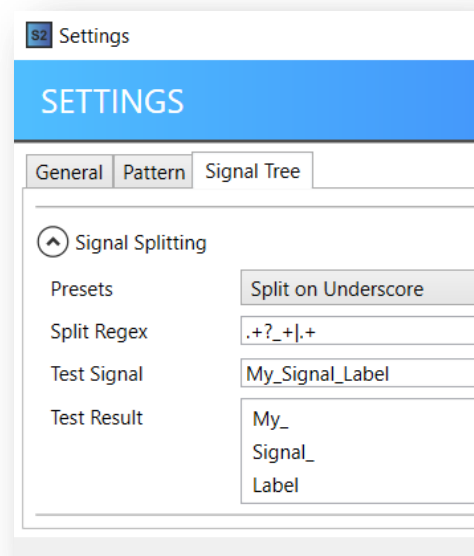 S2 Settings
SETTINGS
General Pattern Signal Tree
Signal Splitting
Presets Split on Underscore
Split Regex .+?_+|.+
Test Signal My_Signal_Label
Test Result My_
Signal_
Label